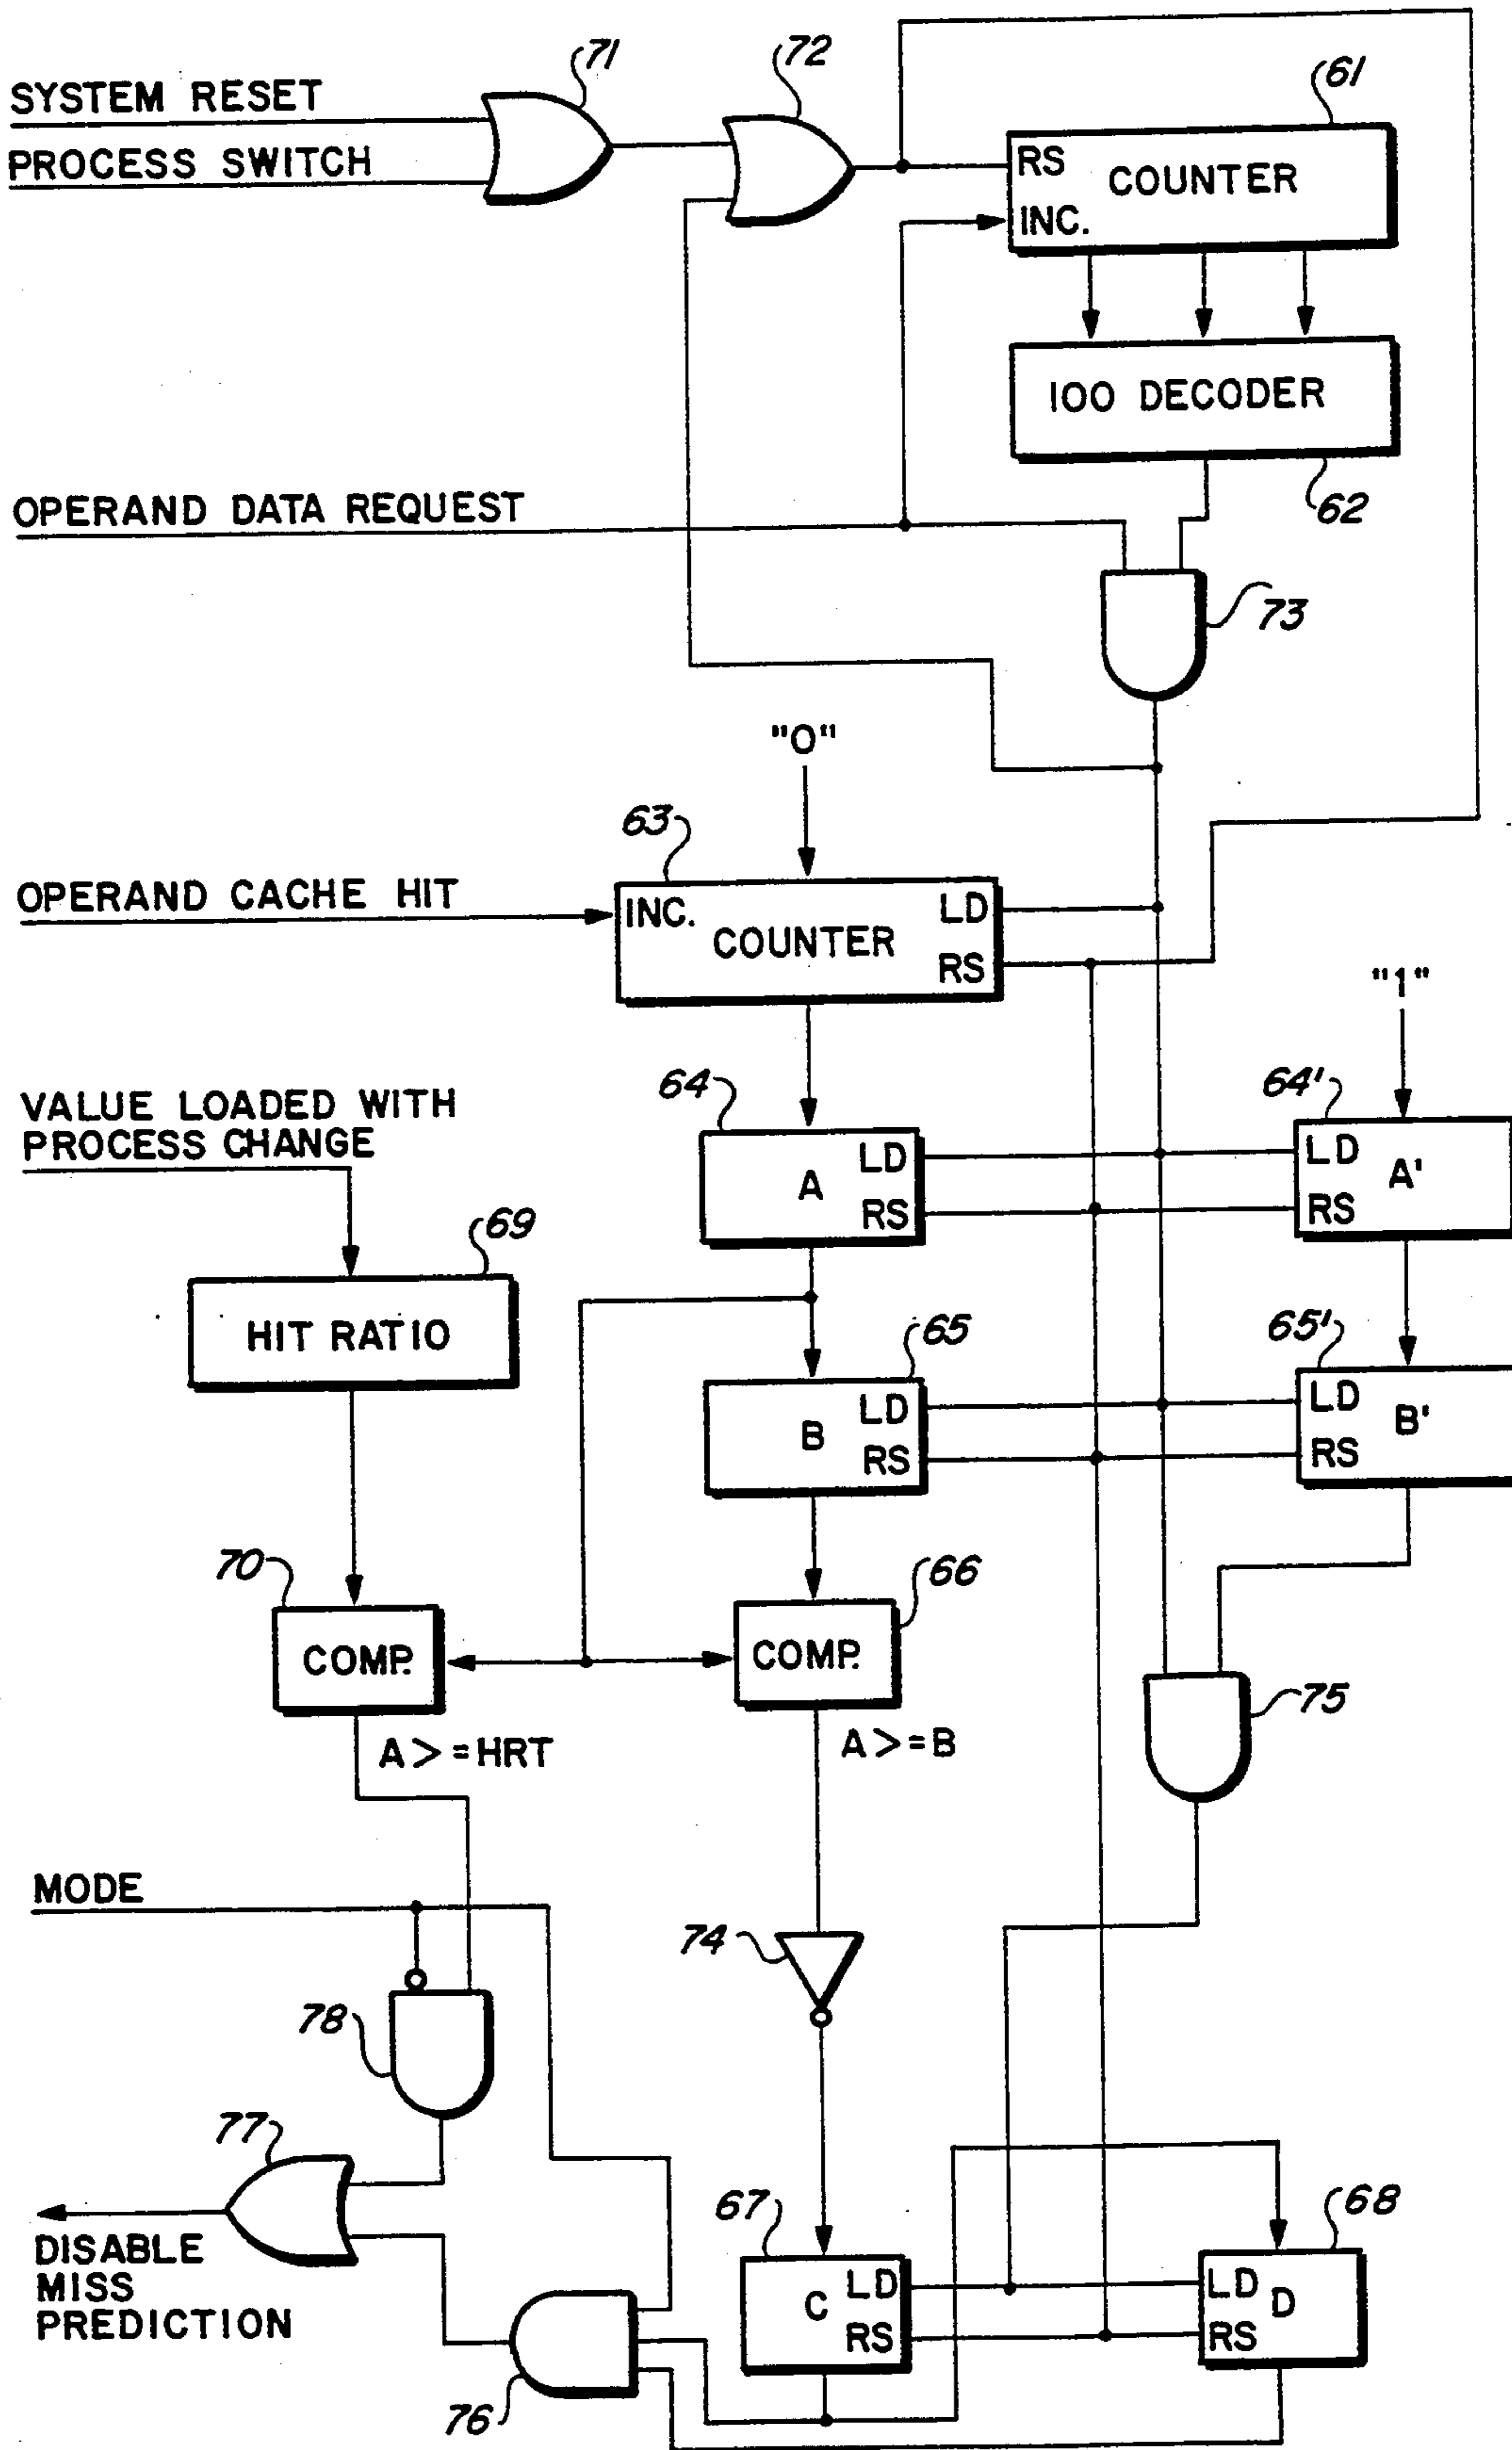 71
72
61
SYSTEM RESET
PROCESS SWITCH
RS
COUNTER
INC.
100 DECODER
OPERAND DATA REQUEST
62
73
"0"
63
OPERAND CACHE HIT
INC.
LD
COUNTER
RS
"1"
VALUE LOADED WITH
PROCESS CHANGE
64
64'
LD
A
RS
LD
A'
RS
69
HIT RATIO
65
65'
LD
B
RS
LD
B'
RS
70
66
COMP.
COMP.
75
A>=HRT
A>=B
MODE
74
78
77
67
68
DISABLE
MISS
PREDICTION
LD
C
RS
LD
D
RS
76